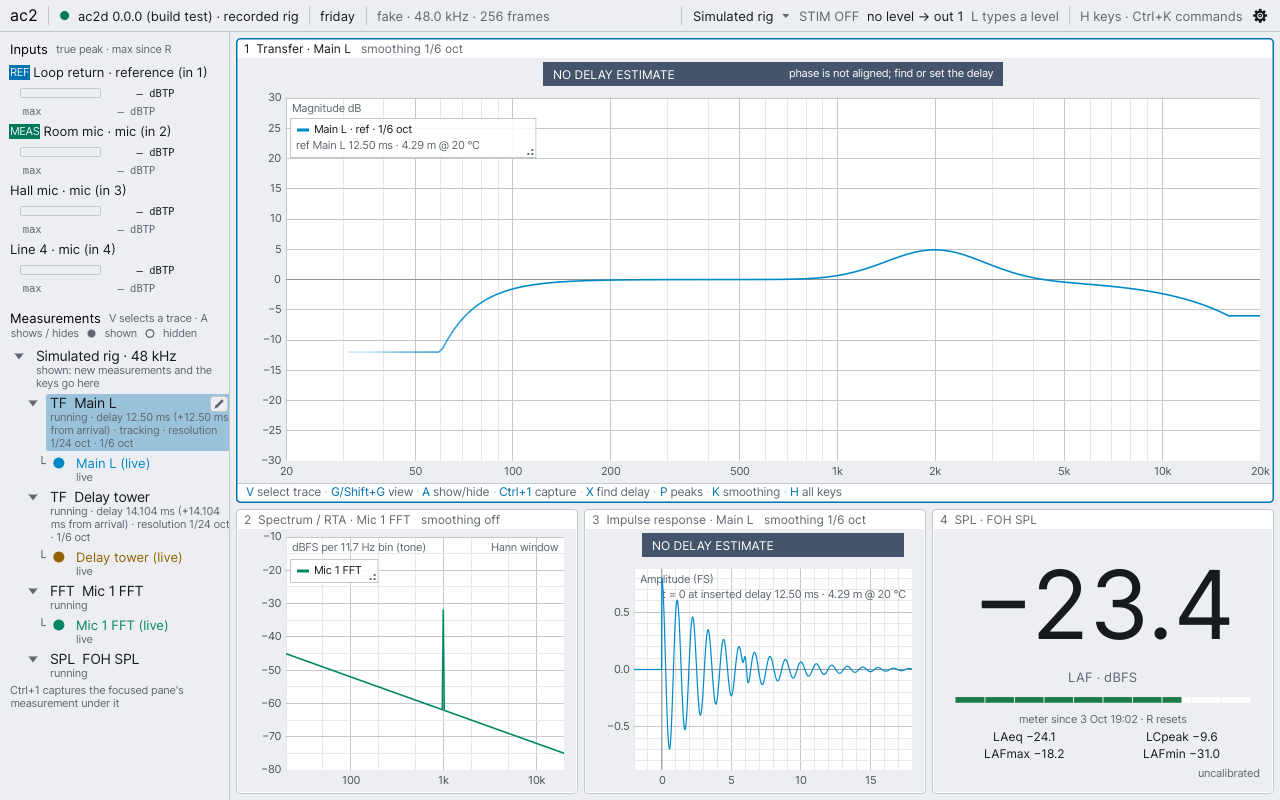 ac2 ac2d 0.0.0 (build test) · recorded rig friday fake · 48.0 kHz · 256 frames Simulated rig STIM OFF no level → out 1 L types a level H keys · Ctrl+K commands
Inputs true peak · max since R
REF Loop return · reference (in 1)
– dBTP
max – dBTP
MEAS Room mic · mic (in 2)
– dBTP
max – dBTP
Hall mic · mic (in 3)
– dBTP
max – dBTP
Line 4 · mic (in 4)
– dBTP
max – dBTP
Measurements V selects a trace · A
shows / hides shown hidden
Simulated rig · 48 kHz
shown: new measurements and the
keys go here
TF Main L
running · delay 12.50 ms (+12.50 ms
from arrival) · tracking · resolution
1/24 oct · 1/6 oct
Main L (live)
live
TF Delay tower
running · delay 14.104 ms (+14.104
ms from arrival) · resolution 1/24 oct
· 1/6 oct
Delay tower (live)
live
FFT Mic 1 FFT
running
Mic 1 FFT (live)
live
SPL FOH SPL
running
Ctrl+1 captures the focused pane's
measurement under it
1 Transfer · Main L smoothing 1/6 oct
NO DELAY ESTIMATE phase is not aligned; find or set the delay
Magnitude dB
Main L · ref · 1/6 oct
ref Main L 12.50 ms · 4.29 m @ 20 °C
30
25
20
15
10
5
0
−5
−10
−15
−20
−25
−30
20 50 100 200 500 1k 2k 5k 10k 20k
V select trace · G/Shift+G view · A show/hide · Ctrl+1 capture · X find delay · P peaks · K smoothing · H all keys
2 Spectrum / RTA · Mic 1 FFT smoothing off
dBFS per 11.7 Hz bin (tone) Hann window
Mic 1 FFT
−10
−20
−30
−40
−50
−60
−70
−80
100 1k 10k
3 Impulse response · Main L smoothing 1/6 oct
NO DELAY ESTIMATE
Amplitude (FS)
t = 0 at inserted delay 12.50 ms · 4.29 m @ 20 °C
0.5
0.0
−0.5
0 5 10 15
4 SPL · FOH SPL
−23.4
LAF · dBFS
meter since 3 Oct 19:02 · R resets
LAeq −24.1 LCpeak −9.6
LAFmax −18.2 LAFmin −31.0
uncalibrated